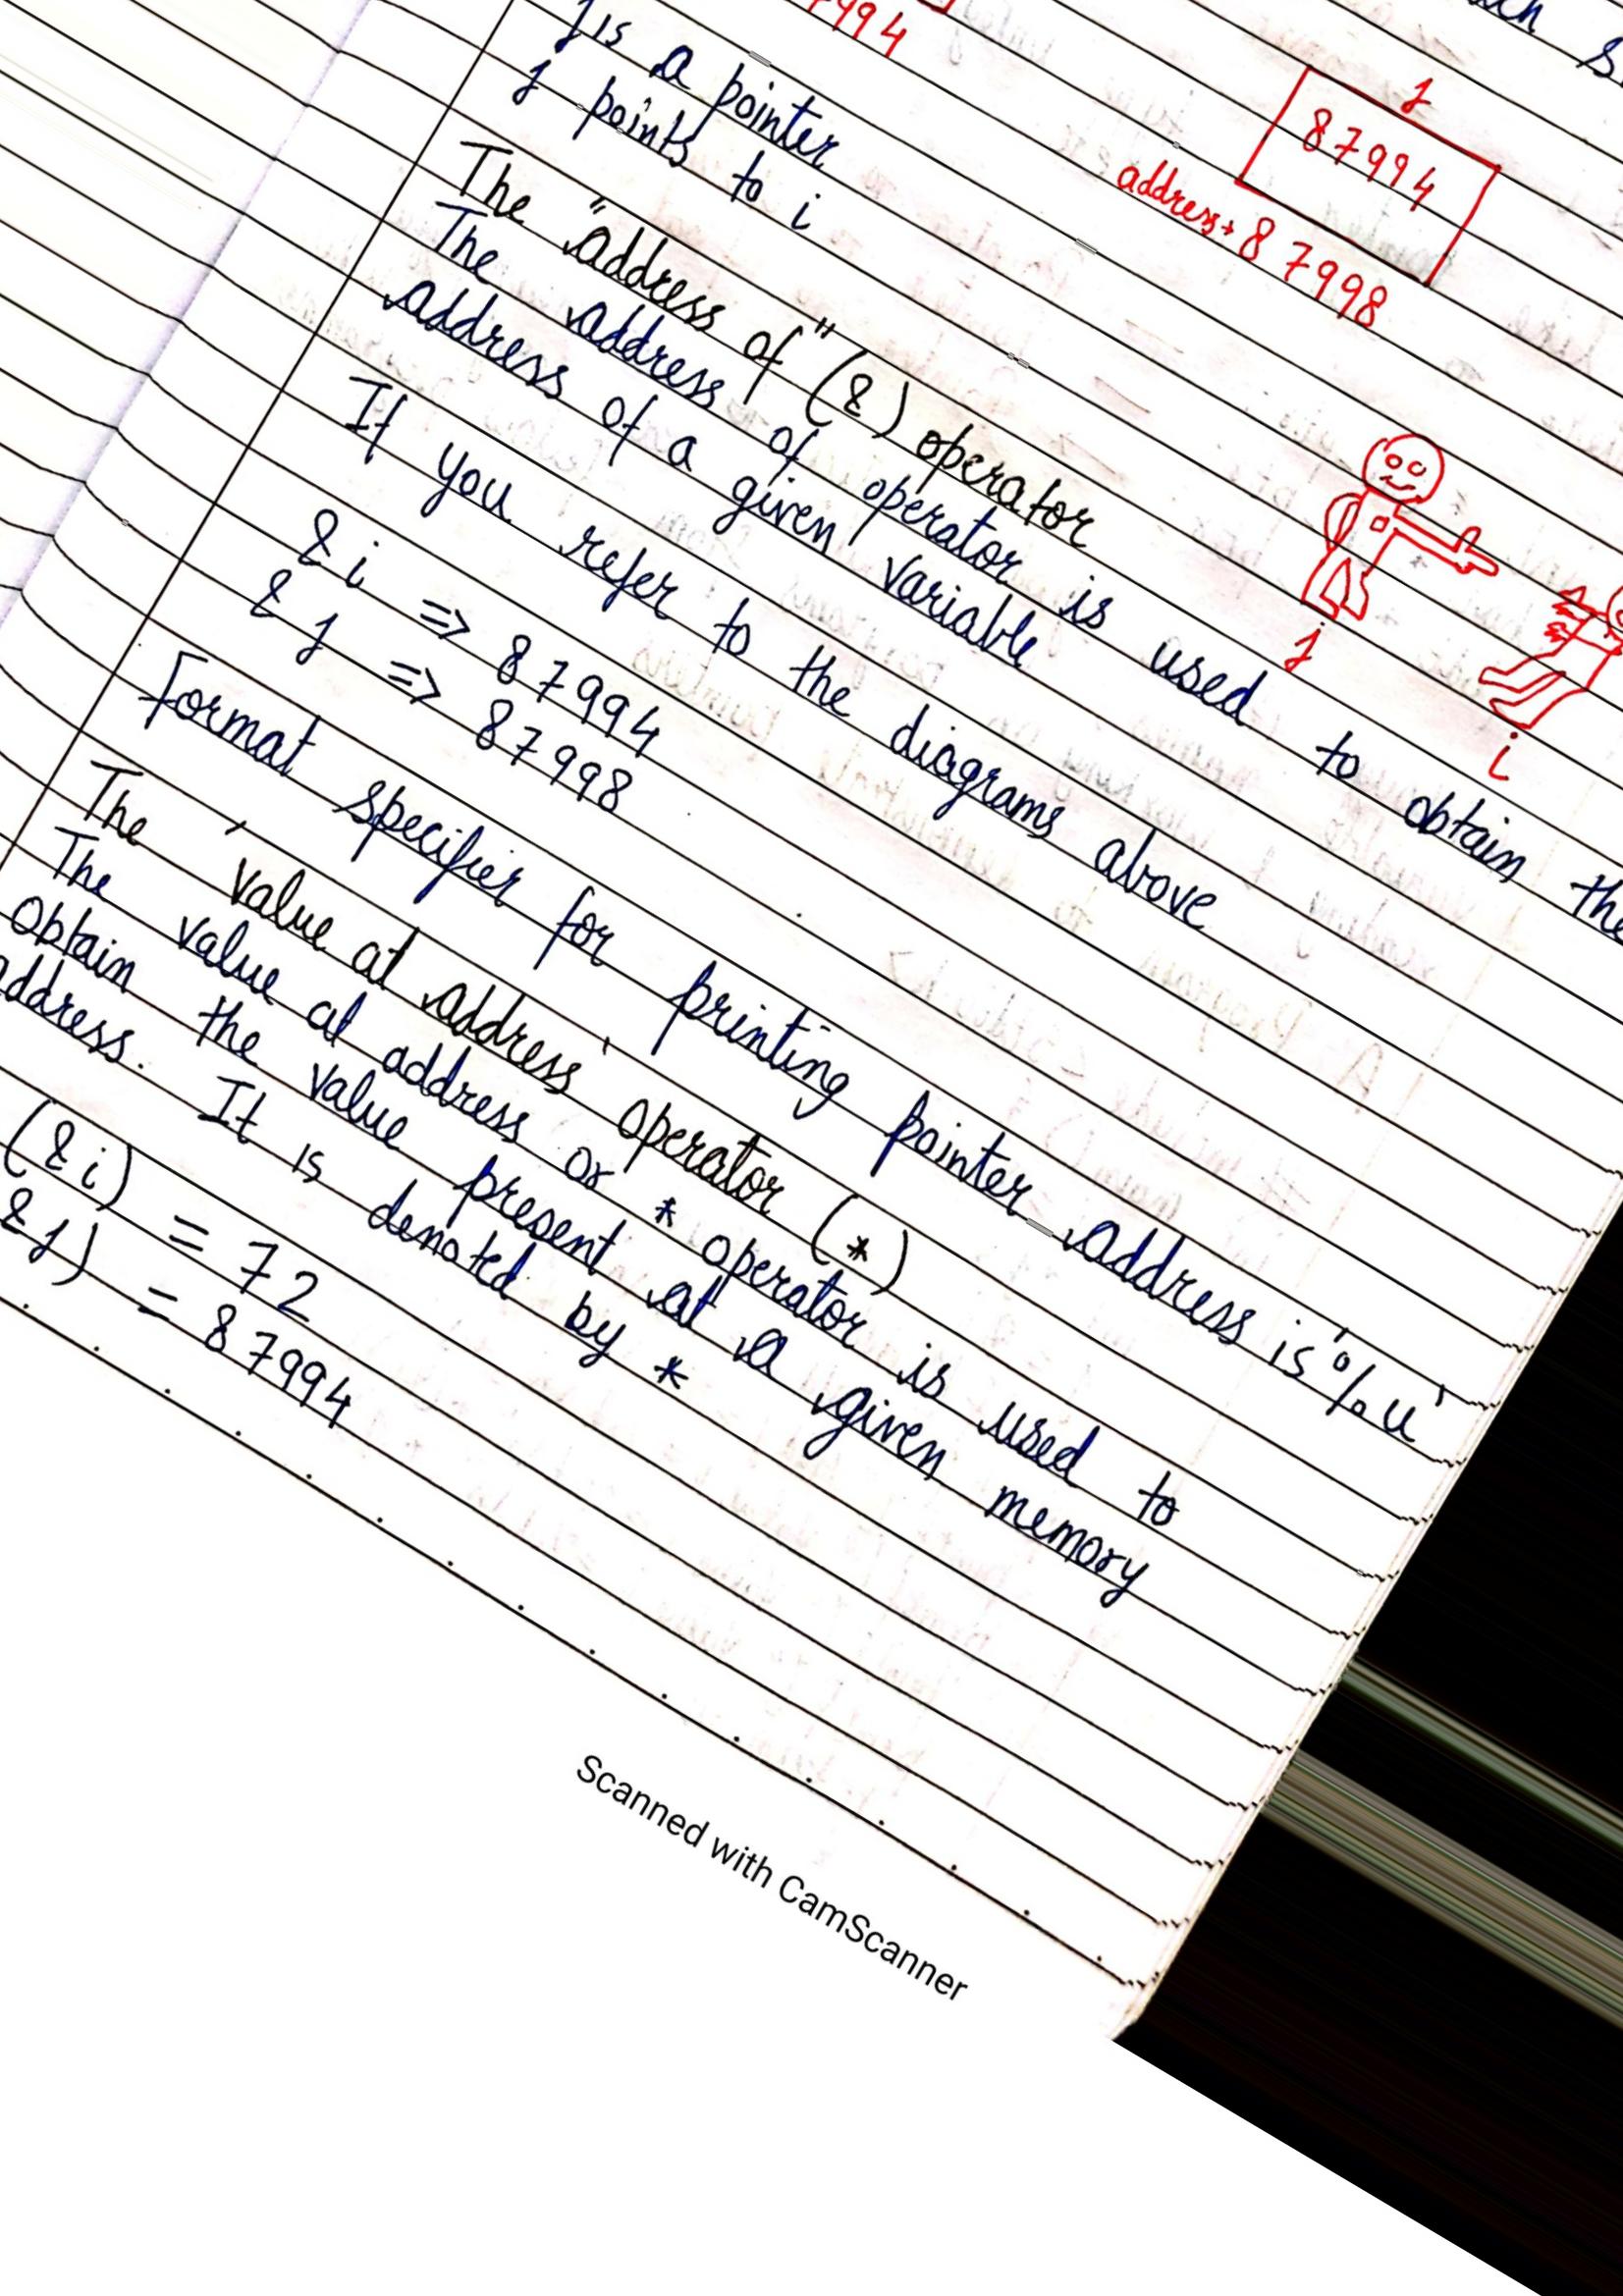 7994
j
87994
address→ 87998
j is a pointer
j points to i
The "address of" (&) operator
The address of operator is used to obtain the
address of a given variable
If you refer to the diagrams above
j
i
&i => 87994
&j => 87998
Format specifier for printing pointer address is '%u'
The 'value at address' operator (*)
The value at address or * operator is used to
obtain the value present at a given memory
address. It is denoted by *
(&i) = 72
&j) = 87994
Scanned with CamScanner